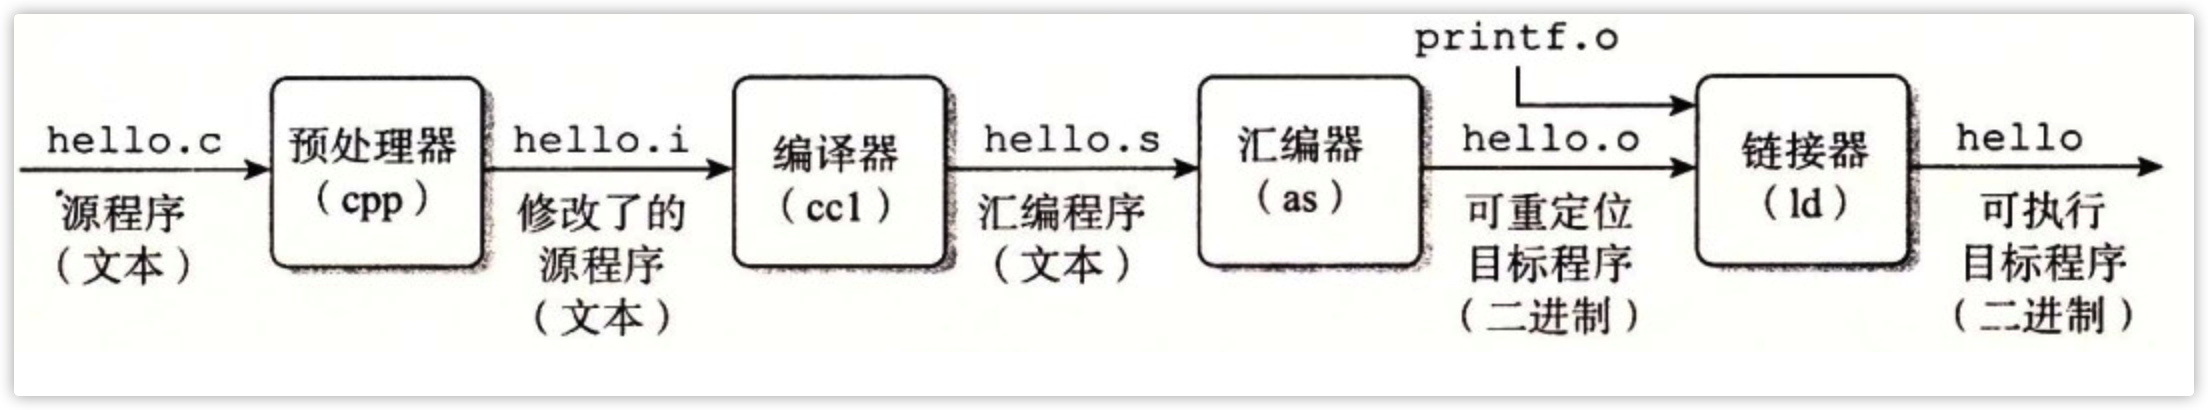 printf.o
hello.c
预处理器
（cpp）
hello.i
编译器
（cc1）
hello.s
汇编器
（as）
hello.o
链接器
（ld）
hello
源程序
（文本）
修改了的
源程序
（文本）
汇编程序
（文本）
可重定位
目标程序
（二进制）
可执行
目标程序
（二进制）